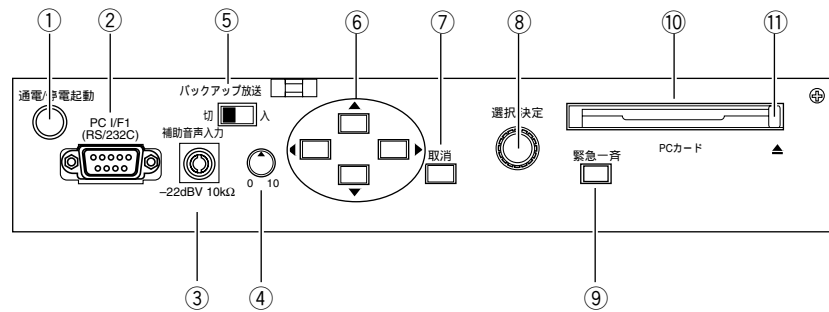 ① ② ⑤ ⑥ ⑦ ⑧ ⑩ ⑪
通電/停電起動
PC I/F1
(RS/232C)
バックアップ放送
切 入
補助音声入力
–22dBV 10kΩ
0 10
取消
選択/決定
PCカード
緊急一斉
③ ④ ⑨